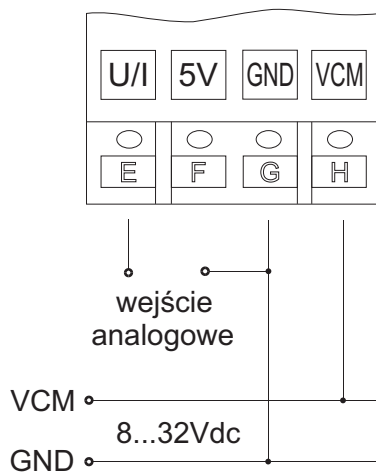 U/I 5V GND VCM
E F G H
wejście
analogowe
VCM
8...32Vdc
GND